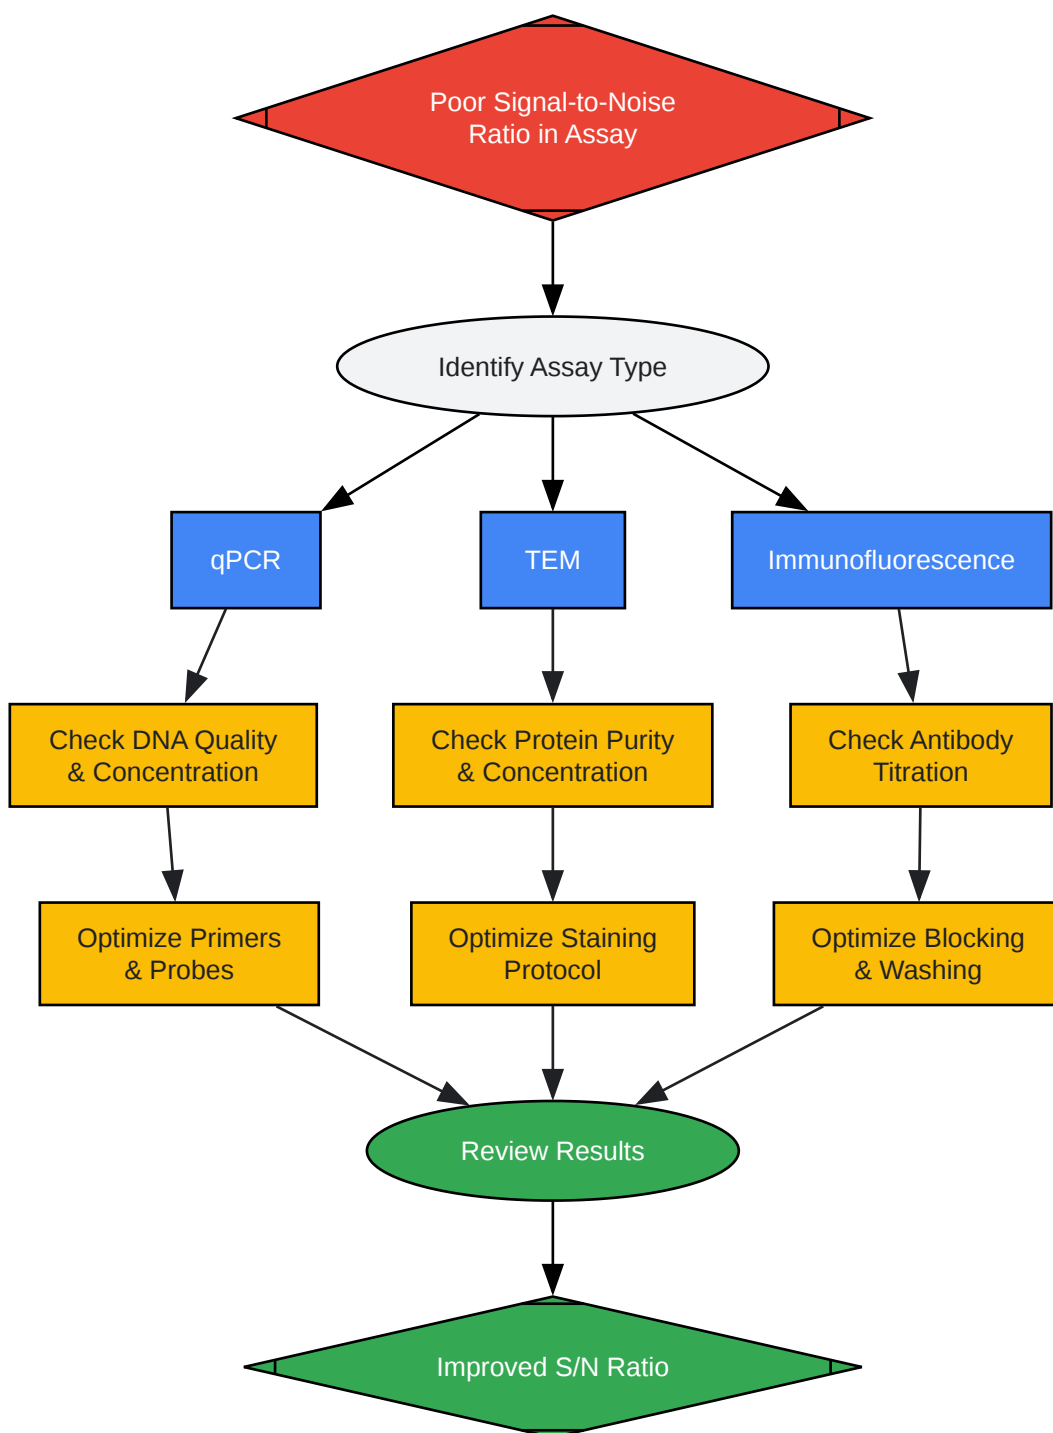 Poor Signal-to-Noise
Ratio in Assay
Identify Assay Type
qPCR
TEM
Immunofluorescence
Check DNA Quality
& Concentration
Check Protein Purity
& Concentration
Check Antibody
Titration
Optimize Primers
& Probes
Optimize Staining
Protocol
Optimize Blocking
& Washing
Review Results
Improved S/N Ratio